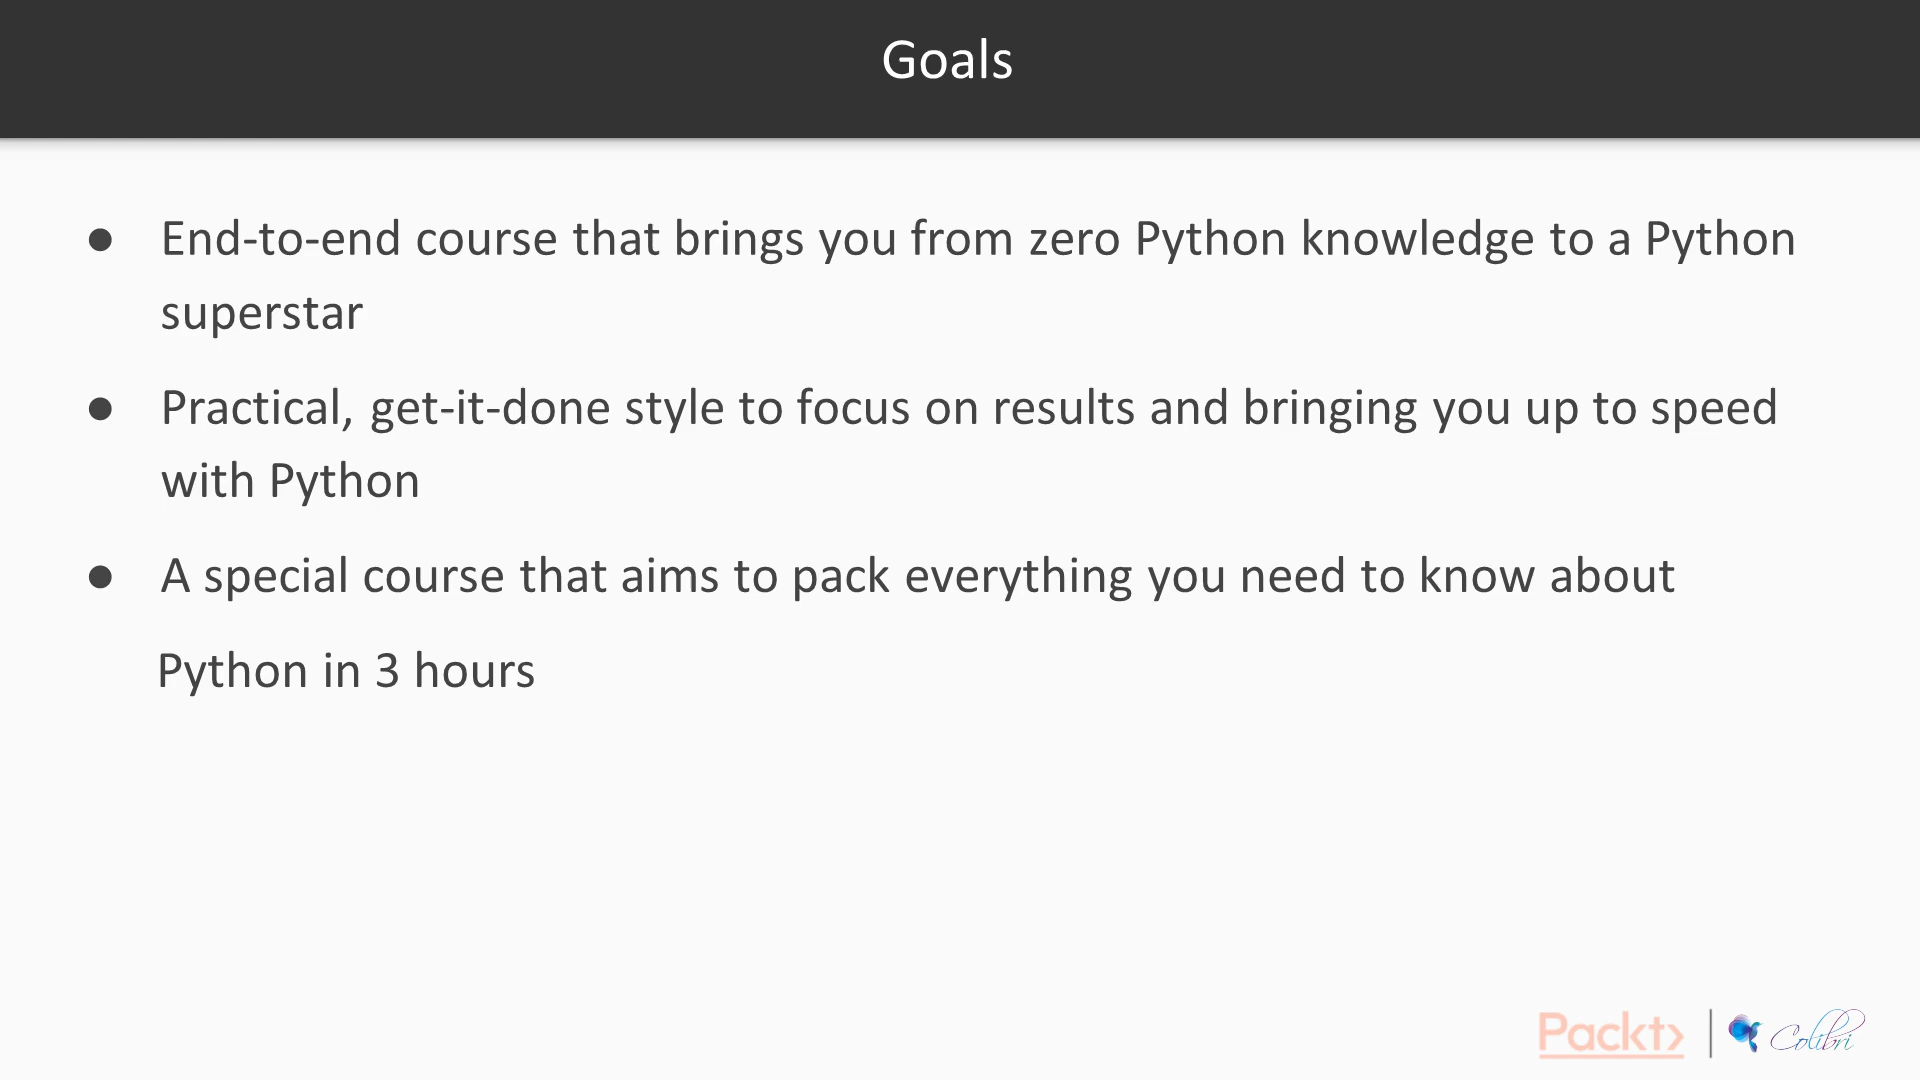 Goals
● End-to-end course that brings you from zero Python knowledge to a Python
superstar
● Practical, get-it-done style to focus on results and bringing you up to speed
with Python
● A special course that aims to pack everything you need to know about
Python in 3 hours
Packt> | Colibri